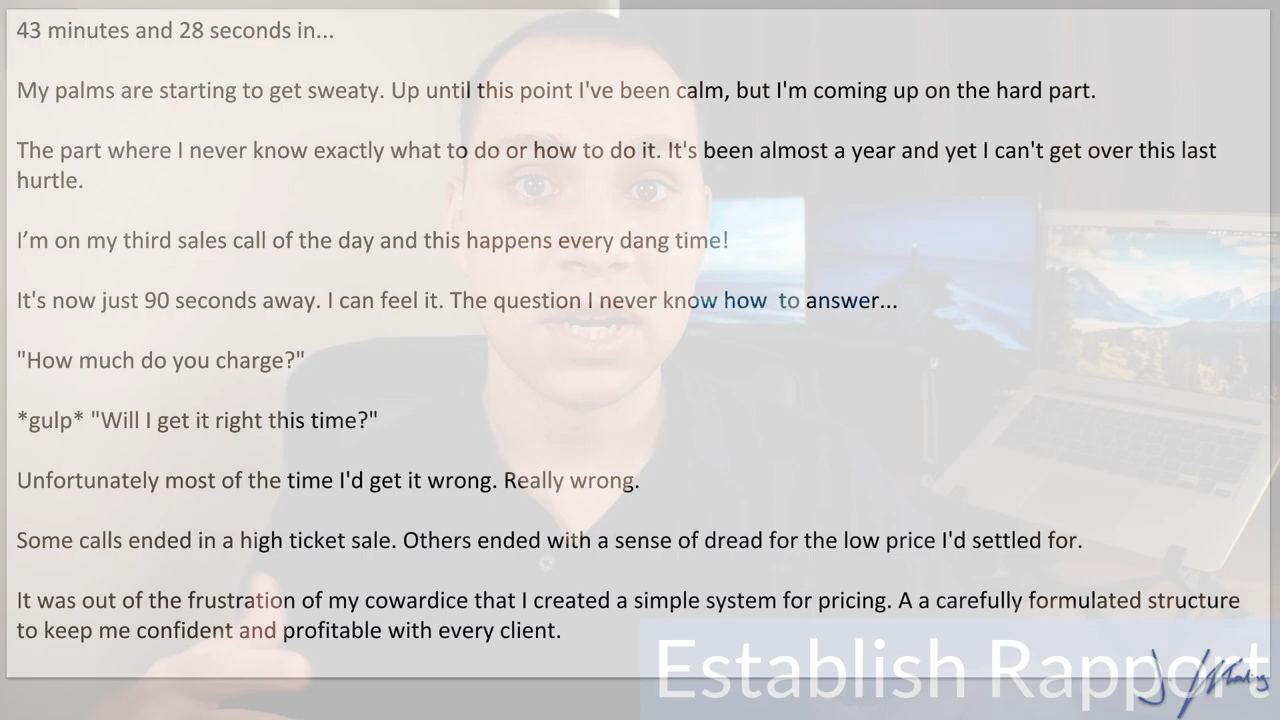 43 minutes and 28 seconds in...
My palms are starting to get sweaty. Up until this point I've been calm, but I'm coming up on the hard part.
The part where I never know exactly what to do or how to do it. It's been almost a year and yet I can't get over this last
hurtle.
I’m on my third sales call of the day and this happens every dang time!
It's now just 90 seconds away. I can feel it. The question I never know how  to answer...
"How much do you charge?"
*gulp* "Will I get it right this time?"
Unfortunately most of the time I'd get it wrong. Really wrong.
Some calls ended in a high ticket sale. Others ended with a sense of dread for the low price I'd settled for.
It was out of the frustration of my cowardice that I created a simple system for pricing. A a carefully formulated structure
to keep me confident and profitable with every client.
Establish Rapport